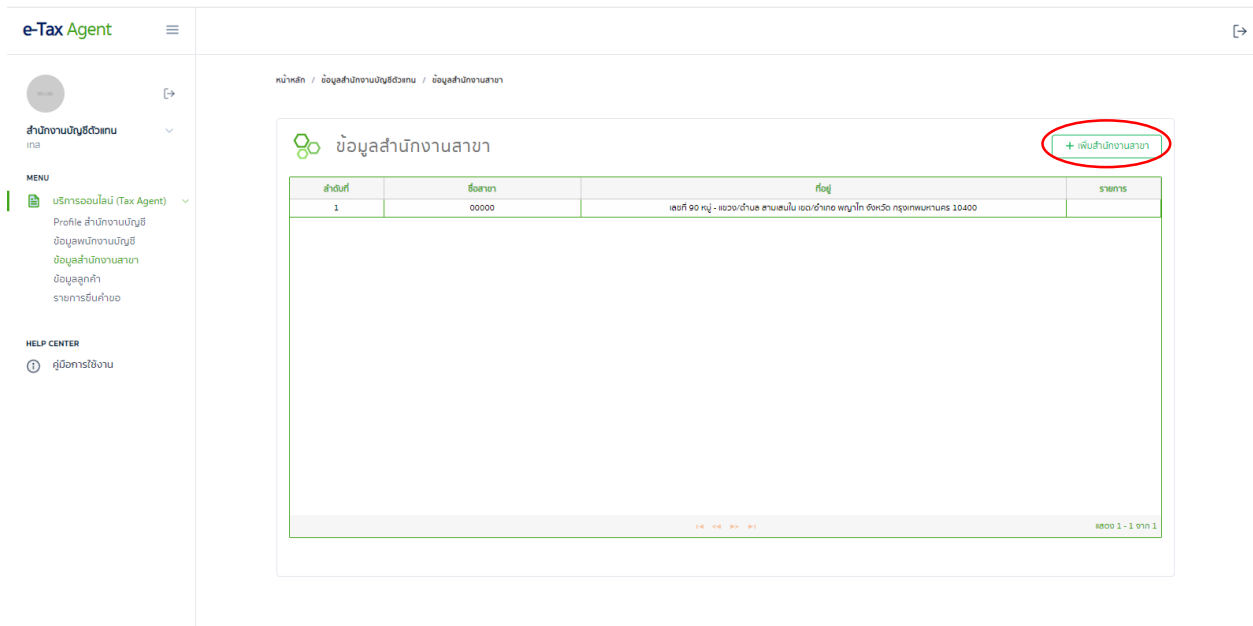 e-Tax Agent
สำนักงานบัญชีตัวแทน
เทส
MENU
บริการออนไลน์ (Tax Agent)
Profile สำนักงานบัญชี
ข้อมูลพนักงานบัญชี
ข้อมูลสำนักงานสาขา
ข้อมูลลูกค้า
รายการยื่นคำขอ
HELP CENTER
คู่มือการใช้งาน
หน้าหลัก / ข้อมูลสำนักงานบัญชีตัวแทน / ข้อมูลสำนักงานสาขา
ข้อมูลสำนักงานสาขา
+ เพิ่มสำนักงานสาขา
ลำดับที่ ชื่อสาขา ที่อยู่ รายการ
1 00000 เลขที่ 90 หมู่ - แขวง/ตำบล สามเสนใน เขต/อำเภอ พญาไท จังหวัด กรุงเทพมหานคร 10400
แสดง 1 - 1 จาก 1